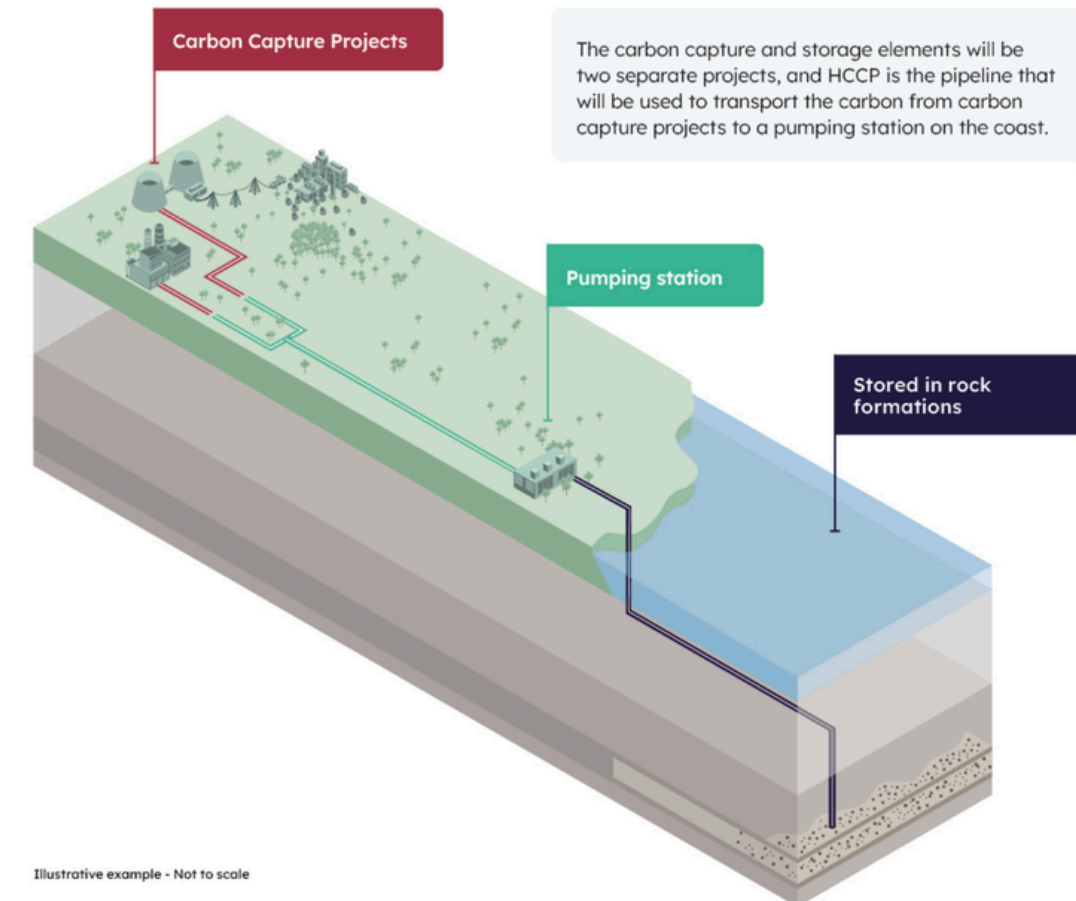 Carbon Capture Projects
The carbon capture and storage elements will be
two separate projects, and HCCP is the pipeline that
will be used to transport the carbon from carbon
capture projects to a pumping station on the coast.
Pumping station
Stored in rock
formations
Illustrative example - Not to scale